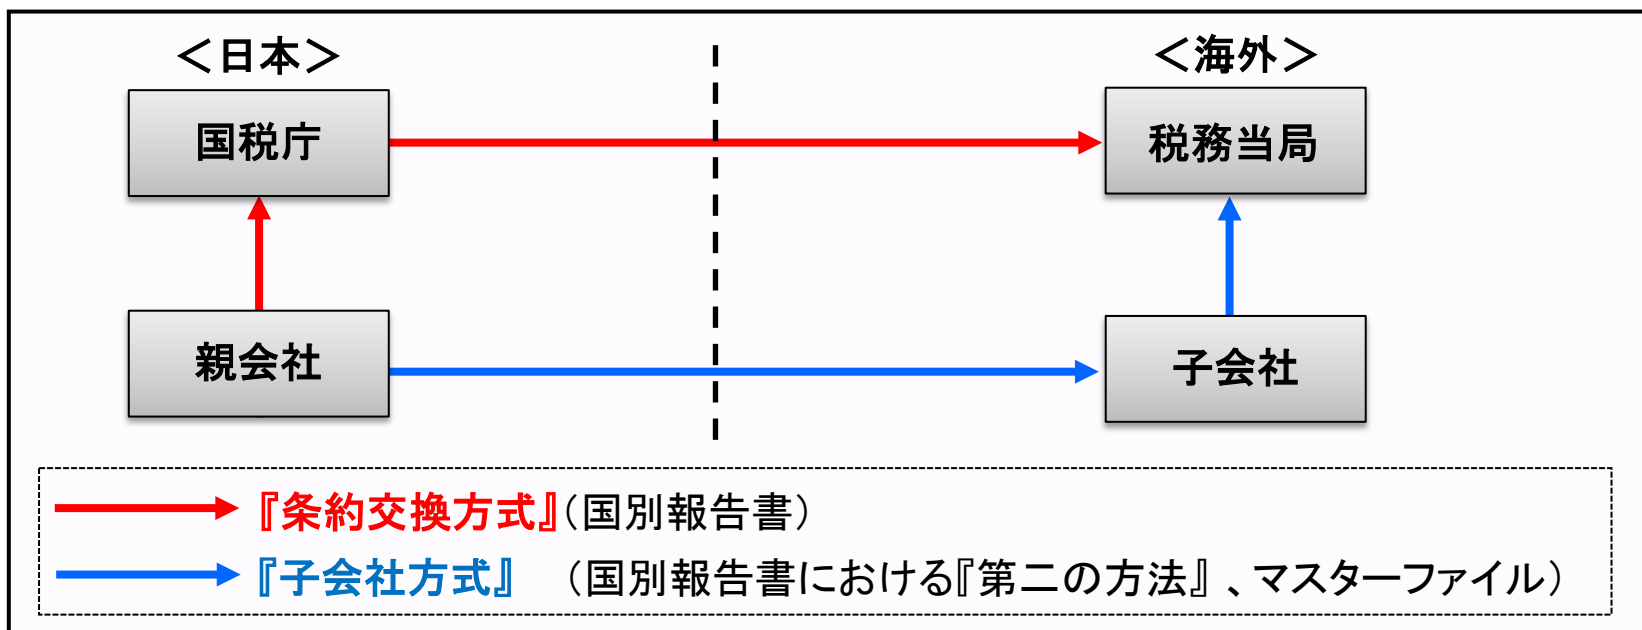 ＜日本＞
＜海外＞
国税庁
税務当局
親会社
子会社
『条約交換方式』（国別報告書）
『子会社方式』　（国別報告書における『第二の方法』、マスターファイル）